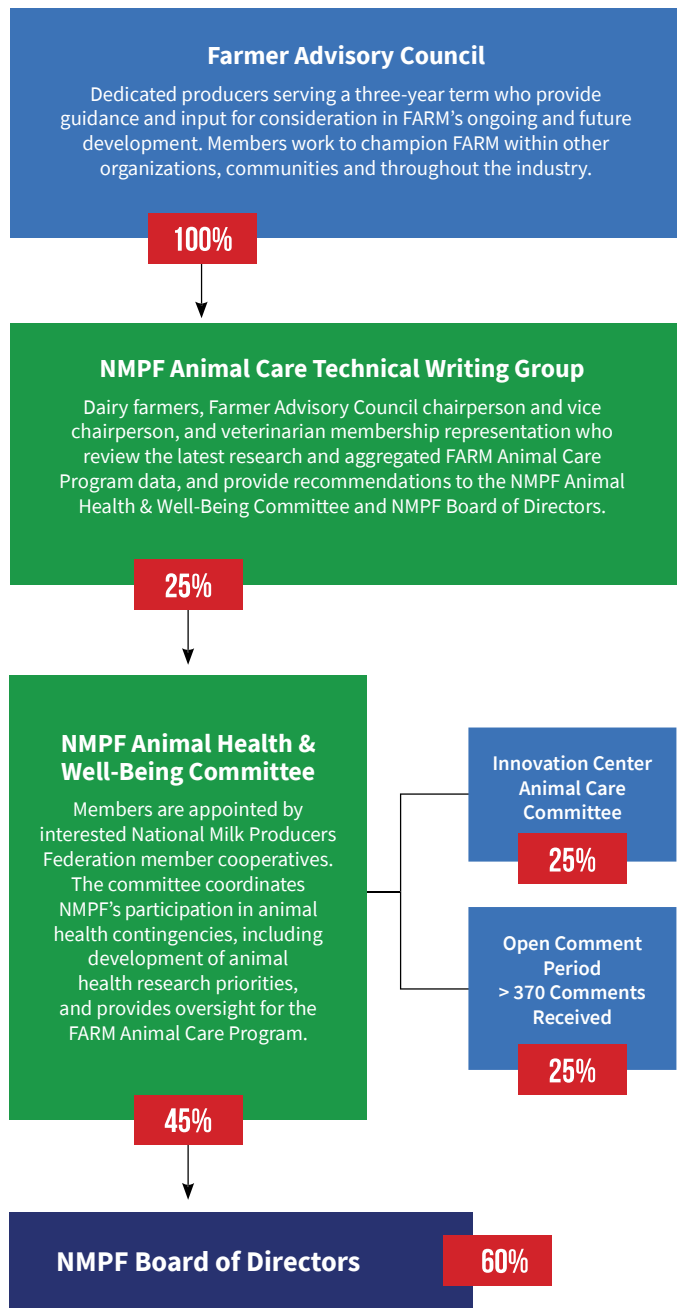 Farmer Advisory Council
Dedicated producers serving a three-year term who provide
guidance and input for consideration in FARM's ongoing and future
development. Members work to champion FARM within other
organizations, communities and throughout the industry.
100%
NMPF Animal Care Technical Writing Group
Dairy farmers, Farmer Advisory Council chairperson and vice
chairperson, and veterinarian membership representation who
review the latest research and aggregated FARM Animal Care
Program data, and provide recommendations to the NMPF Animal
Health & Well-Being Committee and NMPF Board of Directors.
25%
NMPF Animal Health &
Well-Being Committee
Members are appointed by
interested National Milk Producers
Federation member cooperatives.
The committee coordinates
NMPF's participation in animal
health contingencies, including
development of animal
health research priorities,
and provides oversight for the
FARM Animal Care Program.
45%
Innovation Center
Animal Care
Committee
25%
Open Comment
Period
> 370 Comments
Received
25%
NMPF Board of Directors
60%